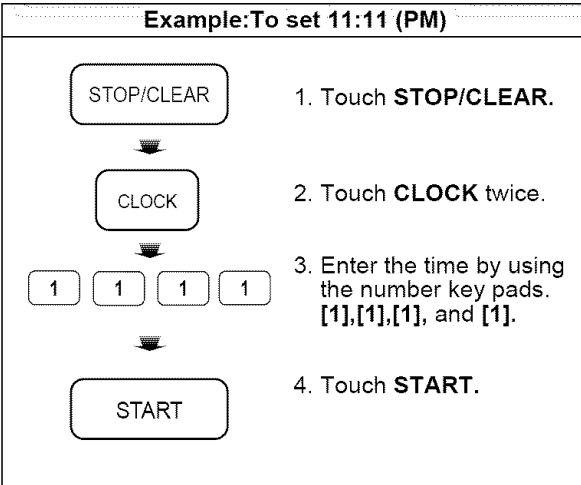 Example:To set 11:11 (PM)
STOP/CLEAR
1. Touch STOP/CLEAR.
CLOCK
2. Touch CLOCK twice.
1 1 1 1
3. Enter the time by using
the number key pads.
[1],[1],[1], and [1].
START
4. Touch START.